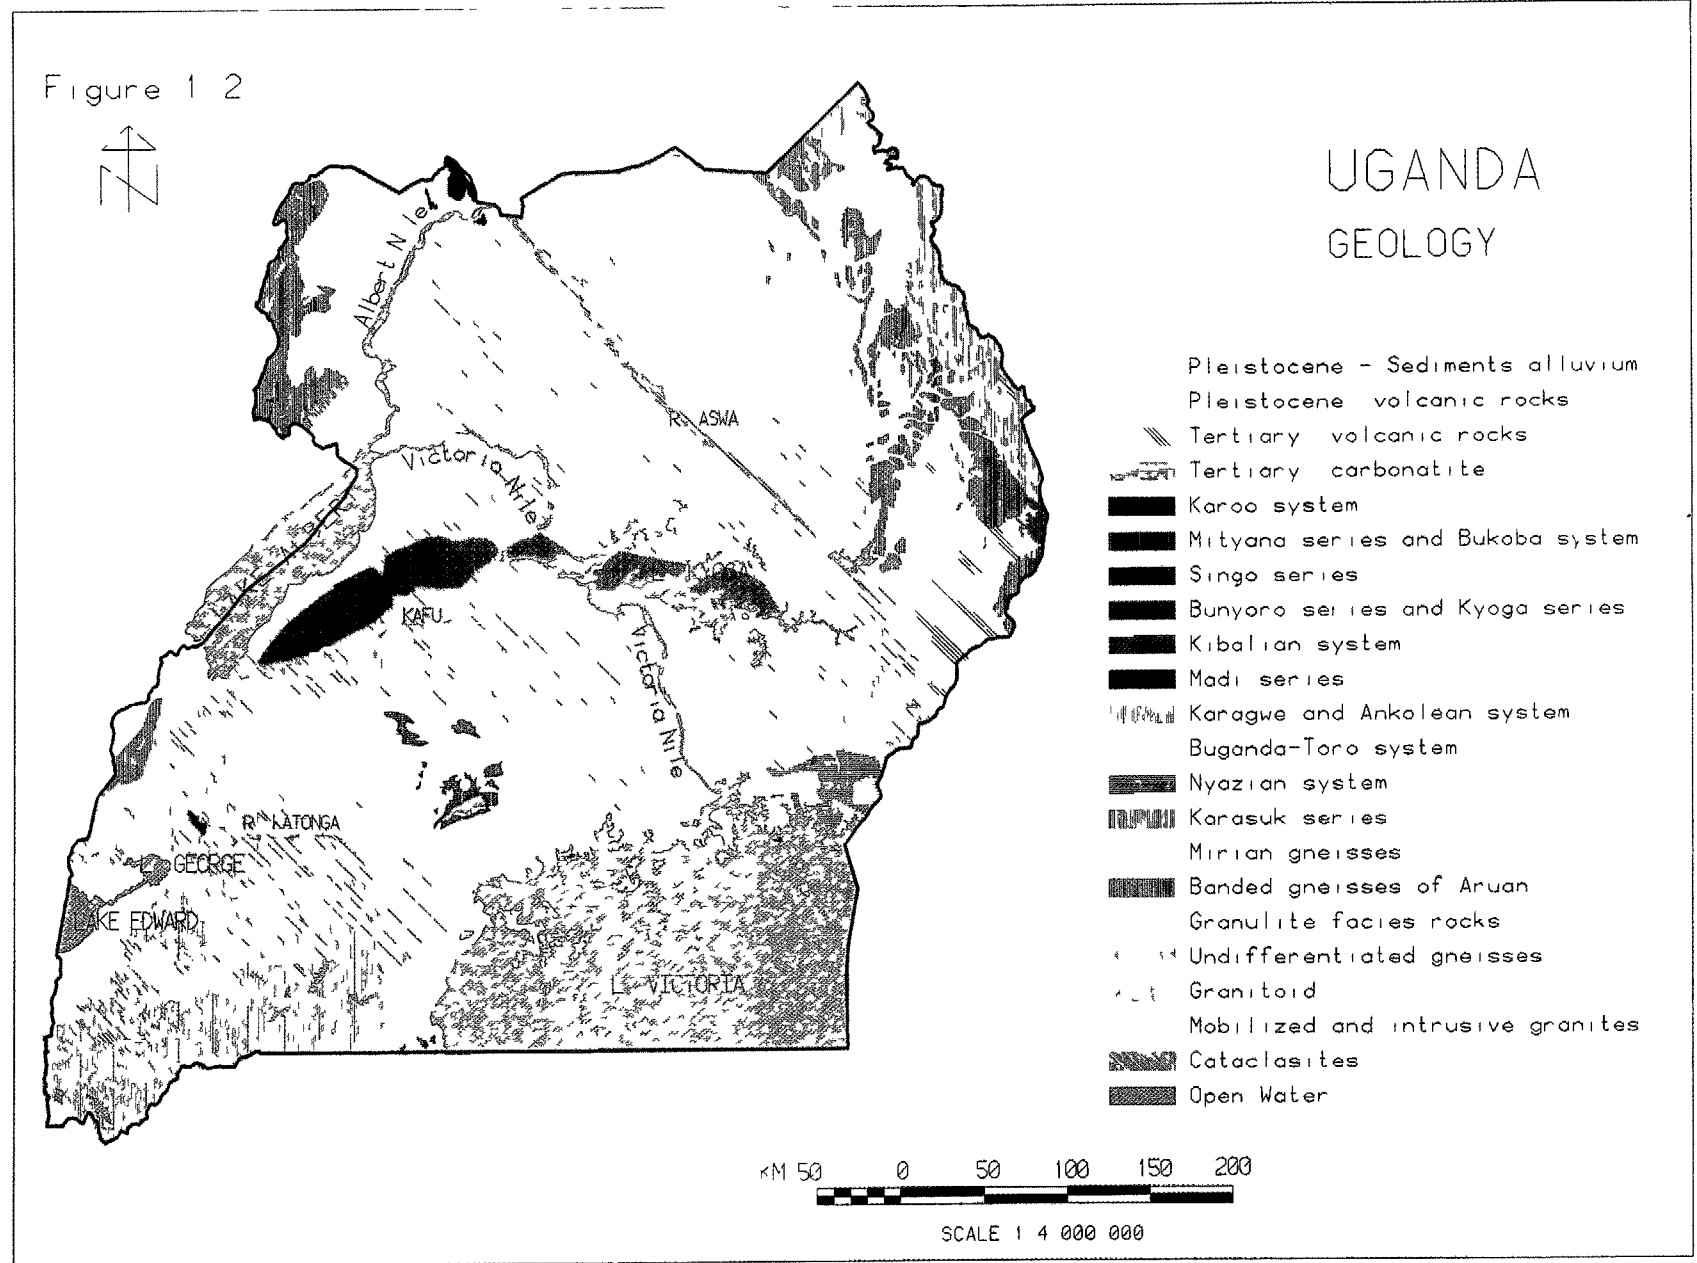 Figure 1 2
N
UGANDA
GEOLOGY
Albert Nile
R ASWA
Victoria Nile
KAFU
Victoria Nile
R KATONGA
L GEORGE
LAKE EDWARD
L VICTORIA
Pleistocene - Sediments alluvium
Pleistocene volcanic rocks
Tertiary volcanic rocks
Tertiary carbonatite
Karoo system
Mityana series and Bukoba system
Singo series
Bunyoro series and Kyoga series
Kibalian system
Madi series
Karagwe and Ankolean system
Buganda-Toro system
Nyazian system
Karasuk series
Mirian gneisses
Banded gneisses of Aruan
Granulite facies rocks
Undifferentiated gneisses
Granitoid
Mobilized and intrusive granites
Cataclasites
Open Water
KM 50 0 50 100 150 200
SCALE 1 4 000 000